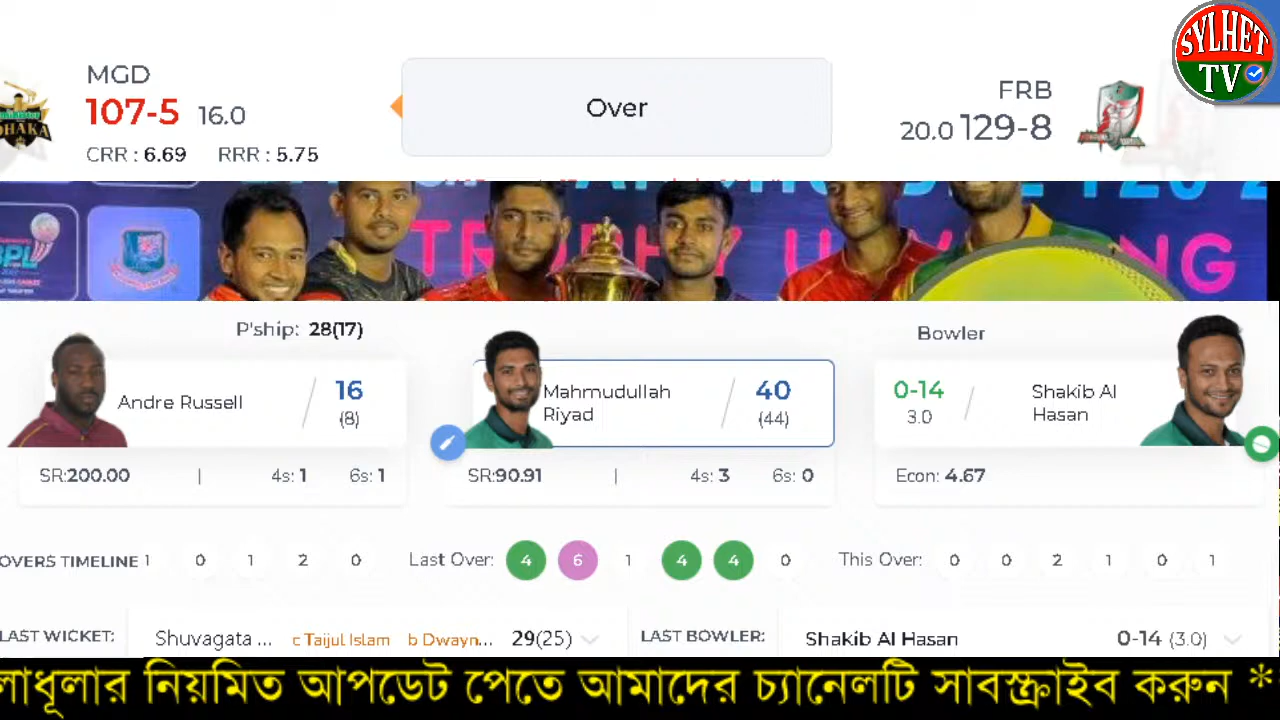 SYLHET
TV
MGD
107-5 16.0
CRR : 6.69 RRR : 5.75
Over
FRB
20.0 129-8
DHAKA
BPL
TROPHY U
NG
P'ship: 28(17)
Andre Russell
16
(8)
SR:200.00 | 4s: 1 6s: 1
Mahmudullah
Riyad
40
(44)
SR:90.91 | 4s: 3 6s: 0
Bowler
0-14
3.0
Shakib Al
Hasan
Econ: 4.67
OVERS TIMELINE 1 0 1 2 0 Last Over: 4 6 1 4 4 0 This Over: 0 0 2 1 0 1
LAST WICKET: Shuvagata ... c Taijul Islam b Dwayn... 29(25) LAST BOWLER: Shakib Al Hasan 0-14 (3.0)
লাধূলার নিয়মিত আপডেট পেতে আমাদের চ্যানেলটি সাবস্ক্রাইব করুন *